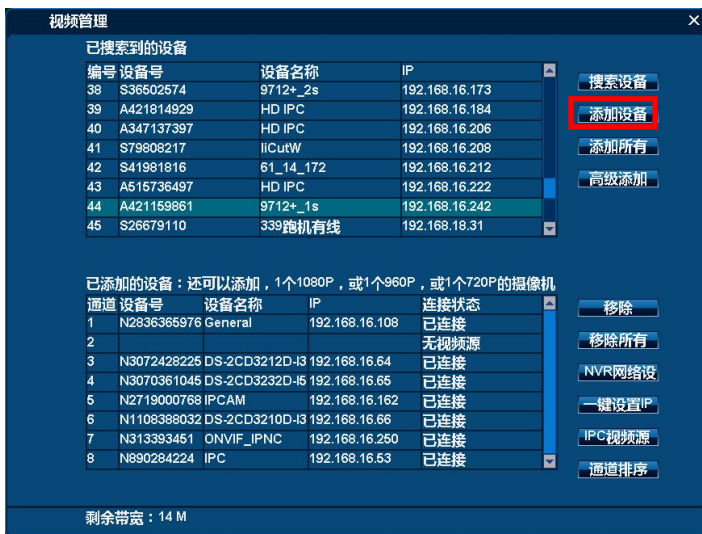 视频管理 ×
已搜索到的设备
编号 设备号 设备名称 IP
38 S36502574 9712+_2s 192.168.16.173
39 A421814929 HD IPC 192.168.16.184
40 A347137397 HD IPC 192.168.16.206
41 S79808217 IiCutW 192.168.16.208
42 S41981816 61_14_172 192.168.16.212
43 A515736497 HD IPC 192.168.16.222
44 A421159861 9712+_1s 192.168.16.242
45 S26679110 339跑机有线 192.168.18.31
搜索设备
添加设备
添加所有
高级添加
已添加的设备：还可以添加，1个1080P，或1个960P，或1个720P的摄像机
通道 设备号 设备名称 IP 连接状态
1 N2836365976 General 192.168.16.108 已连接
2 无视频源
3 N3072428225 DS-2CD3212D-I3 192.168.16.64 已连接
4 N3070361045 DS-2CD3232D-I5 192.168.16.65 已连接
5 N2719000768 IPCAM 192.168.16.162 已连接
6 N1108388032 DS-2CD3210D-I3 192.168.16.66 已连接
7 N313393451 ONVIF_IPNC 192.168.16.250 已连接
8 N890284224 IPC 192.168.16.53 已连接
移除
移除所有
NVR网络设
一键设置IP
IPC视频源
通道排序
剩余带宽：14 M